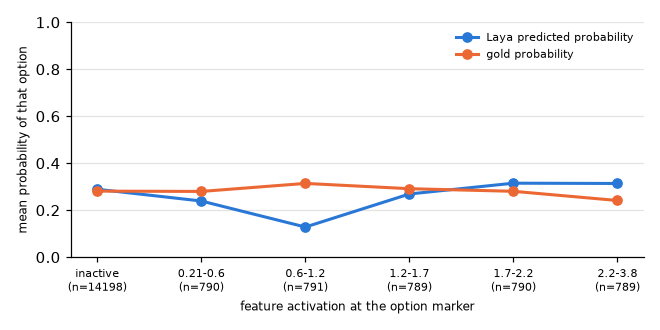 1.0
0.8
0.6
0.4
0.2
0.0
mean probability of that option
Laya predicted probability
gold probability
inactive
(n=14198)
0.21-0.6
(n=790)
0.6-1.2
(n=791)
1.2-1.7
(n=789)
1.7-2.2
(n=790)
2.2-3.8
(n=789)
feature activation at the option marker